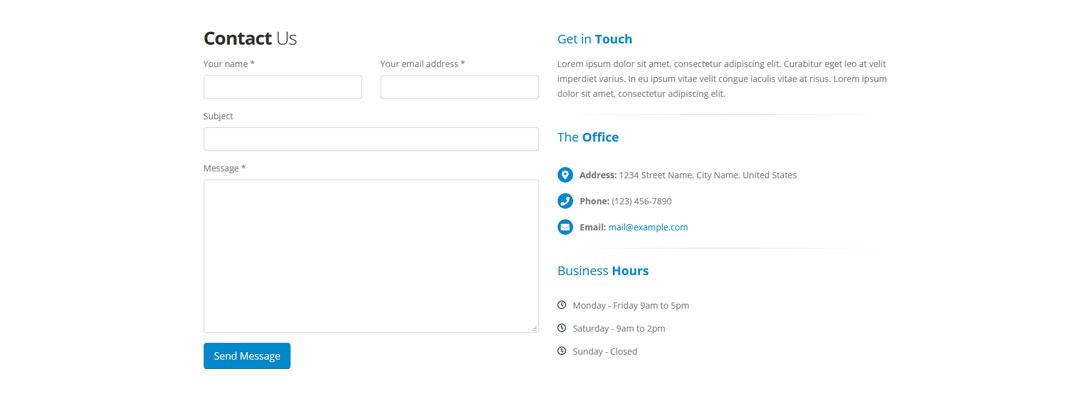 Contact Us
Your name *
Your email address *
Subject
Message *
Send Message
Get in Touch
Lorem ipsum dolor sit amet, consectetur adipiscing elit. Curabitur eget leo at velit
imperdiet varius. In eu ipsum vitae velit congue iaculis vitae at risus. Lorem ipsum
dolor sit amet, consectetur adipiscing elit.
The Office
Address: 1234 Street Name, City Name, United States
Phone: (123) 456-7890
Email: mail@example.com
Business Hours
Monday - Friday 9am to 5pm
Saturday - 9am to 2pm
Sunday - Closed